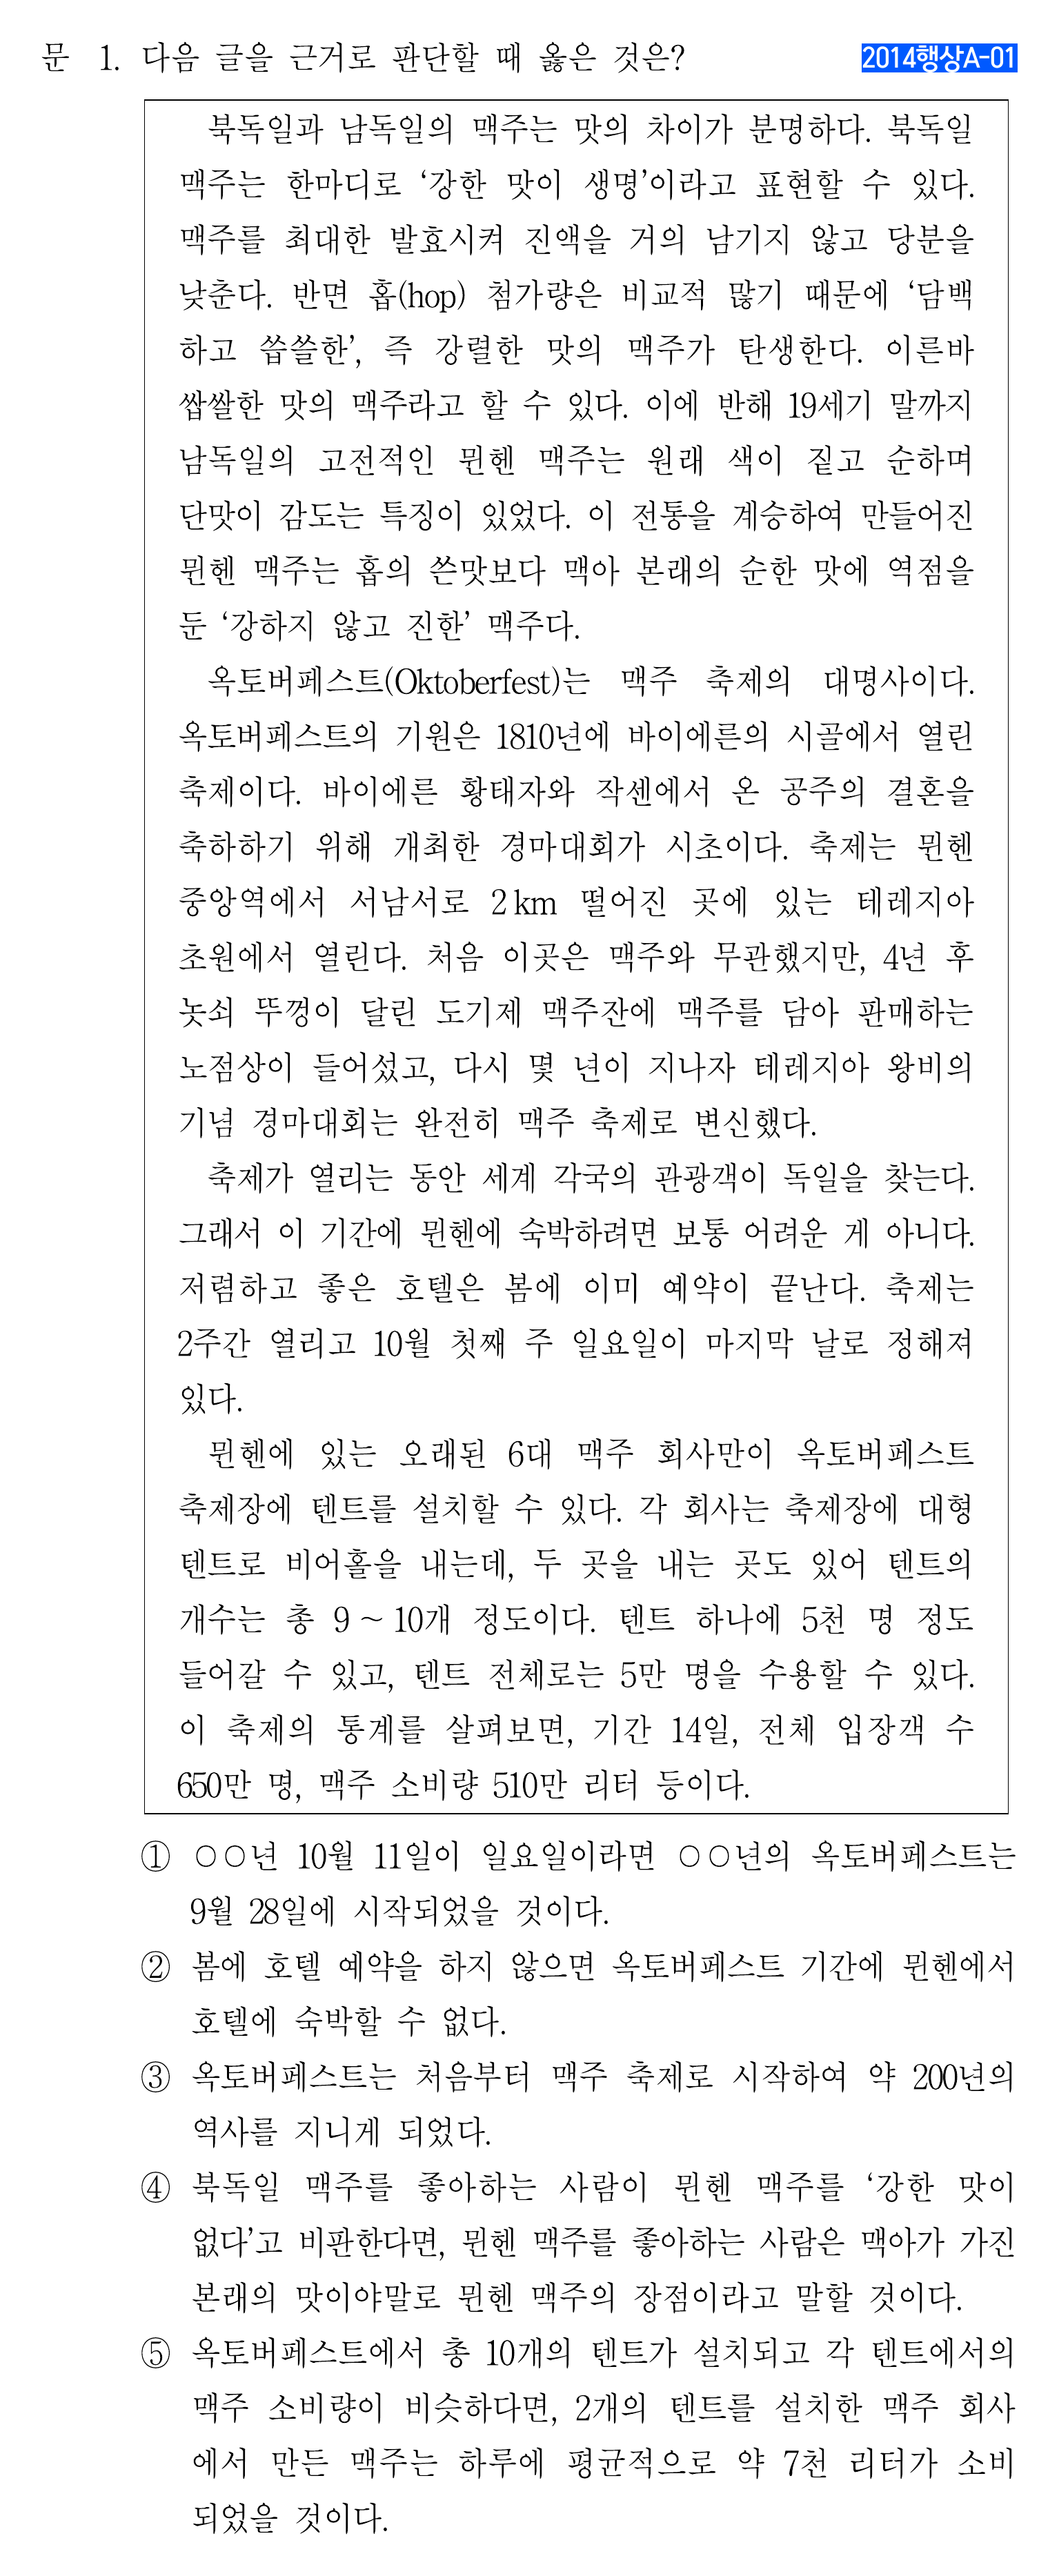 문 1. 다음 글을 근거로 판단할 때 옳은 것은? 2014행상A-01
북독일과 남독일의 맥주는 맛의 차이가 분명하다. 북독일
맥주는 한마디로 ‘강한 맛이 생명’이라고 표현할 수 있다.
맥주를 최대한 발효시켜 진액을 거의 남기지 않고 당분을
낮춘다. 반면 홉(hop) 첨가량은 비교적 많기 때문에 ‘담백
하고 씁쓸한’, 즉 강렬한 맛의 맥주가 탄생한다. 이른바
쌉쌀한 맛의 맥주라고 할 수 있다. 이에 반해 19세기 말까지
남독일의 고전적인 뮌헨 맥주는 원래 색이 짙고 순하며
단맛이 감도는 특징이 있었다. 이 전통을 계승하여 만들어진
뮌헨 맥주는 홉의 쓴맛보다 맥아 본래의 순한 맛에 역점을
둔 ‘강하지 않고 진한’ 맥주다.
옥토버페스트(Oktoberfest)는 맥주 축제의 대명사이다.
옥토버페스트의 기원은 1810년에 바이에른의 시골에서 열린
축제이다. 바이에른 황태자와 작센에서 온 공주의 결혼을
축하하기 위해 개최한 경마대회가 시초이다. 축제는 뮌헨
중앙역에서 서남서로 2km 떨어진 곳에 있는 테레지아
초원에서 열린다. 처음 이곳은 맥주와 무관했지만, 4년 후
놋쇠 뚜껑이 달린 도기제 맥주잔에 맥주를 담아 판매하는
노점상이 들어섰고, 다시 몇 년이 지나자 테레지아 왕비의
기념 경마대회는 완전히 맥주 축제로 변신했다.
축제가 열리는 동안 세계 각국의 관광객이 독일을 찾는다.
그래서 이 기간에 뮌헨에 숙박하려면 보통 어려운 게 아니다.
저렴하고 좋은 호텔은 봄에 이미 예약이 끝난다. 축제는
2주간 열리고 10월 첫째 주 일요일이 마지막 날로 정해져
있다.
뮌헨에 있는 오래된 6대 맥주 회사만이 옥토버페스트
축제장에 텐트를 설치할 수 있다. 각 회사는 축제장에 대형
텐트로 비어홀을 내는데, 두 곳을 내는 곳도 있어 텐트의
개수는 총 9 ~ 10개 정도이다. 텐트 하나에 5천 명 정도
들어갈 수 있고, 텐트 전체로는 5만 명을 수용할 수 있다.
이 축제의 통계를 살펴보면, 기간 14일, 전체 입장객 수
650만 명, 맥주 소비량 510만 리터 등이다.
① ○○년 10월 11일이 일요일이라면 ○○년의 옥토버페스트는
9월 28일에 시작되었을 것이다.
② 봄에 호텔 예약을 하지 않으면 옥토버페스트 기간에 뮌헨에서
호텔에 숙박할 수 없다.
③ 옥토버페스트는 처음부터 맥주 축제로 시작하여 약 200년의
역사를 지니게 되었다.
④ 북독일 맥주를 좋아하는 사람이 뮌헨 맥주를 ‘강한 맛이
없다’고 비판한다면, 뮌헨 맥주를 좋아하는 사람은 맥아가 가진
본래의 맛이야말로 뮌헨 맥주의 장점이라고 말할 것이다.
⑤ 옥토버페스트에서 총 10개의 텐트가 설치되고 각 텐트에서의
맥주 소비량이 비슷하다면, 2개의 텐트를 설치한 맥주 회사
에서 만든 맥주는 하루에 평균적으로 약 7천 리터가 소비
되었을 것이다.